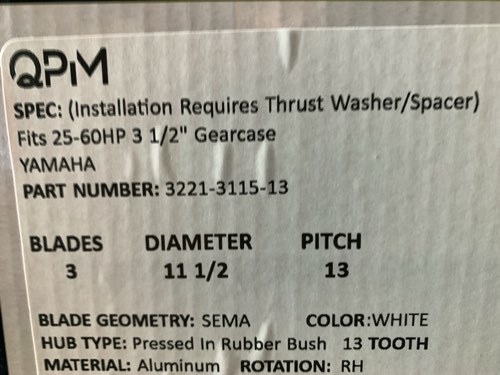 QPM
SPEC: (Installation Requires Thrust Washer/Spacer)
Fits 25-60HP 3 1/2" Gearcase
YAMAHA
PART NUMBER: 3221-3115-13
BLADES DIAMETER PITCH
3 11 1/2 13
BLADE GEOMETRY: SEMA COLOR:WHITE
HUB TYPE: Pressed In Rubber Bush 13 TOOTH
MATERIAL: Aluminum ROTATION: RH